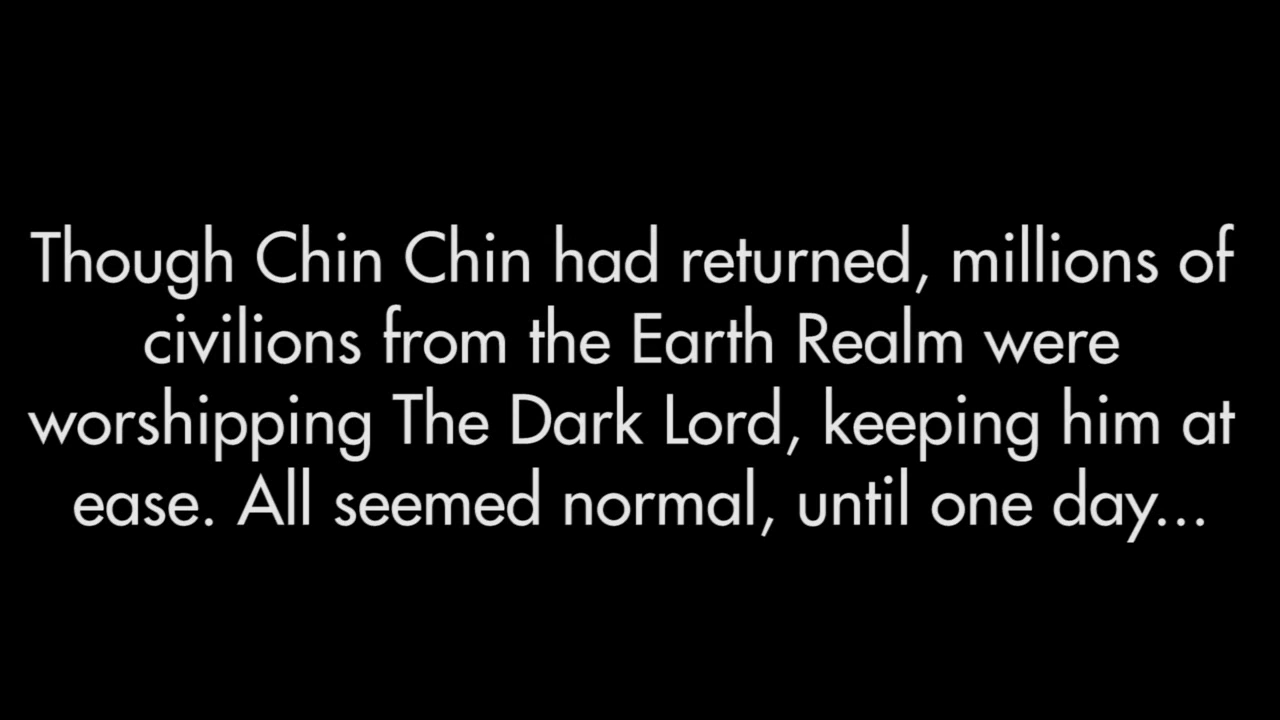 Though Chin Chin had returned, millions of
civilions from the Earth Realm were
worshipping The Dark Lord, keeping him at
ease. All seemed normal, until one day...